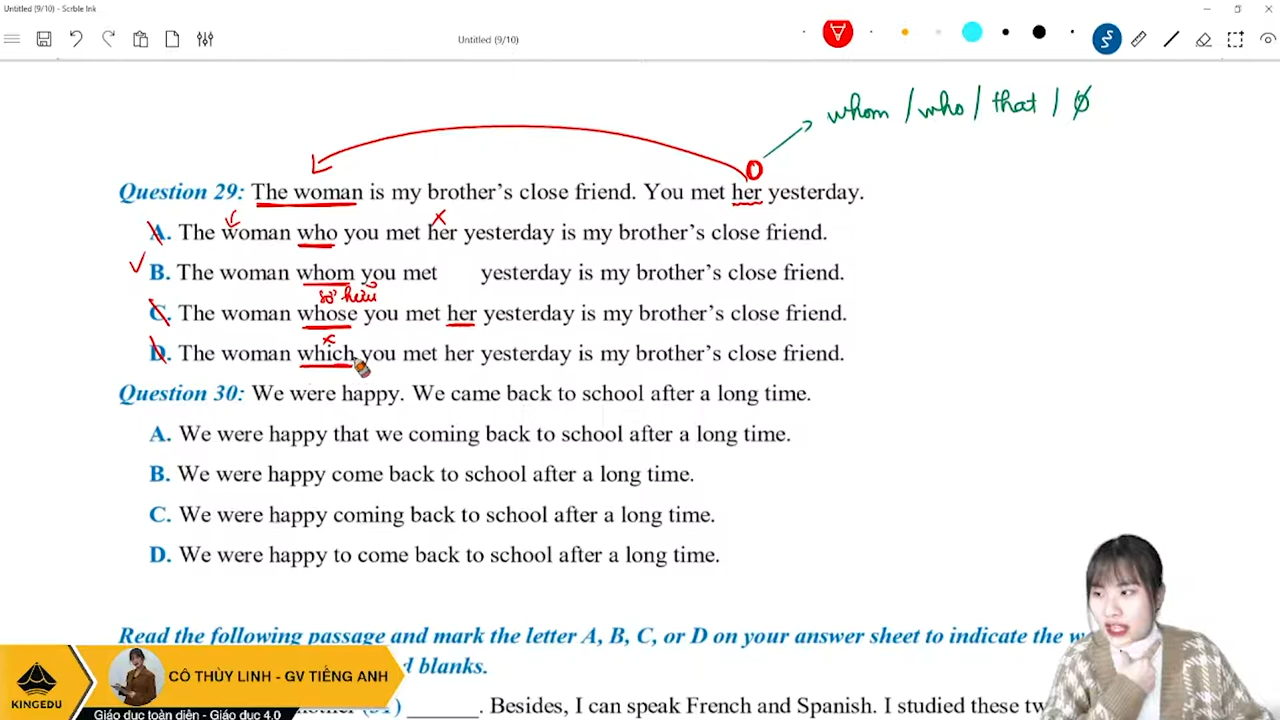 Untitled (9/10) - Scrble Ink
Untitled (9/10)
whom / who / that / Ø
O
Question 29: The woman is my brother's close friend. You met her yesterday.
A. The woman who you met her yesterday is my brother's close friend.
B. The woman whom you met yesterday is my brother's close friend.
sở hữu
C. The woman whose you met her yesterday is my brother's close friend.
D. The woman which you met her yesterday is my brother's close friend.
Question 30: We were happy. We came back to school after a long time.
A. We were happy that we coming back to school after a long time.
B. We were happy come back to school after a long time.
C. We were happy coming back to school after a long time.
D. We were happy to come back to school after a long time.
Read the following passage and mark the letter A, B, C, or D on your answer sheet to indicate the w
d blanks.
(31) ______. Besides, I can speak French and Spanish. I studied these tw
KINGEDU
CÔ THÙY LINH - GV TIẾNG ANH
Giáo dục toàn diện - Giáo dục 4.0